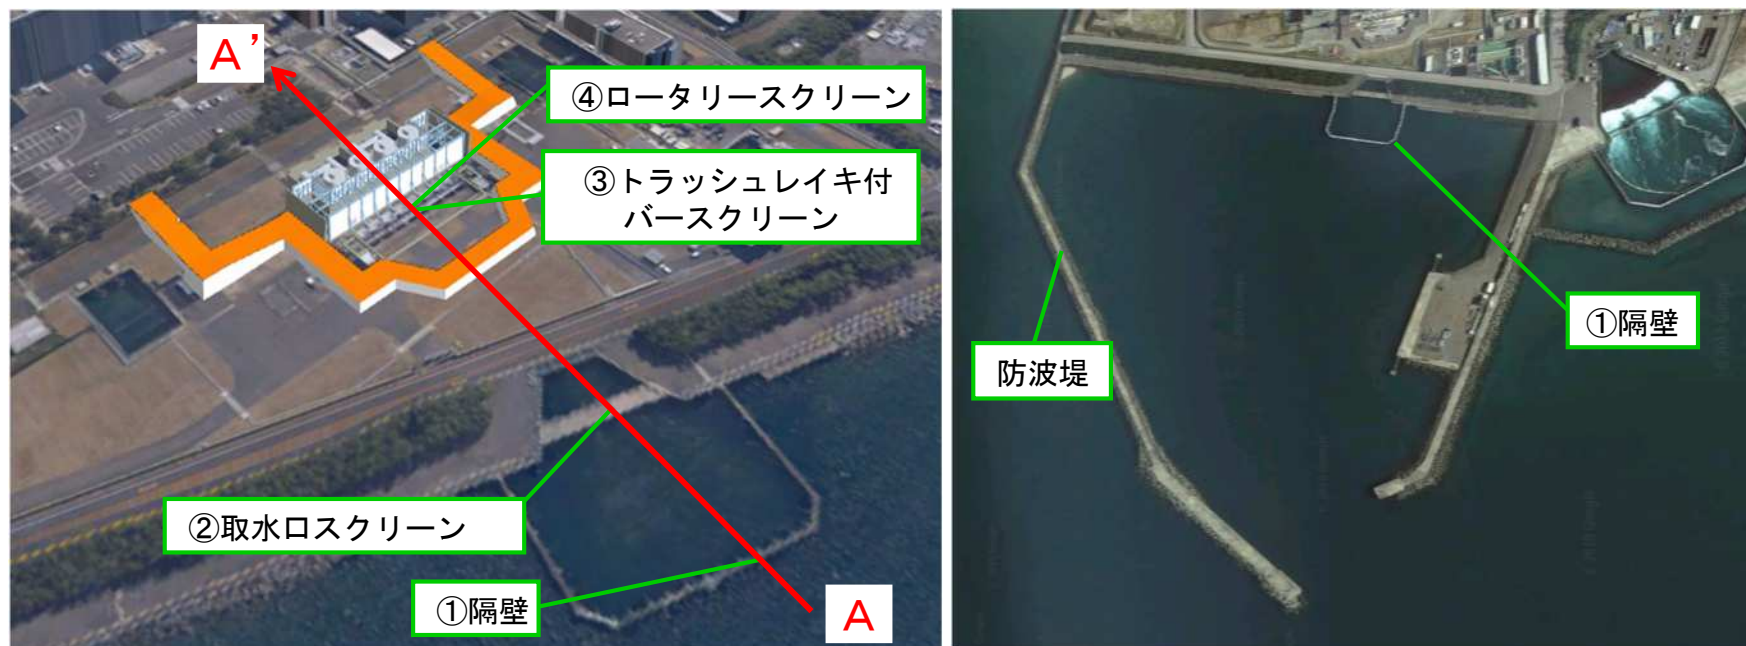 A’
④ロータリースクリーン
③トラッシュレイキ付
バースクリーン
②取水口スクリーン
①隔壁
A
①隔壁
防波堤